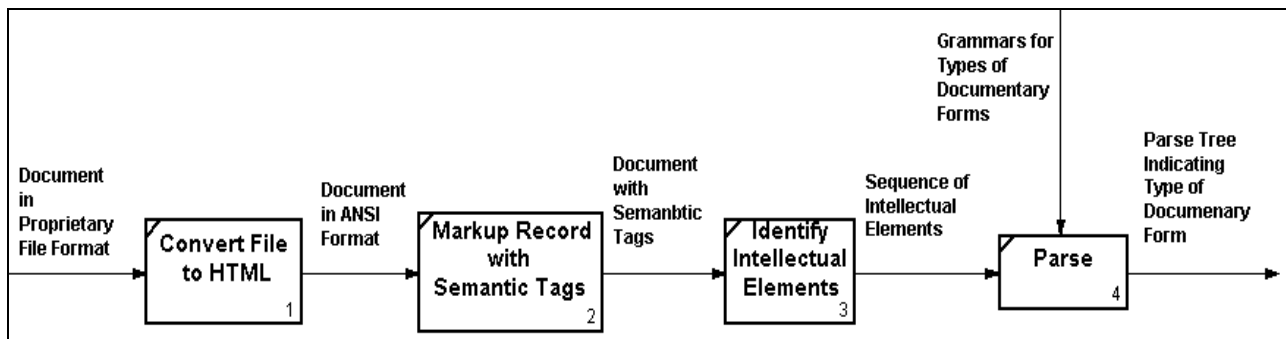 Document
in
Proprietary
File Format
Convert File
to HTML
1
Document
in ANSI
Format
Markup Record
with
Semantic Tags
2
Document
with
Semanbtic
Tags
Identify
Intellectual
Elements
3
Sequence of
Intellectual
Elements
Grammars for
Types of
Documentary
Forms
Parse
4
Parse Tree
Indicating
Type of
Documenary
Form